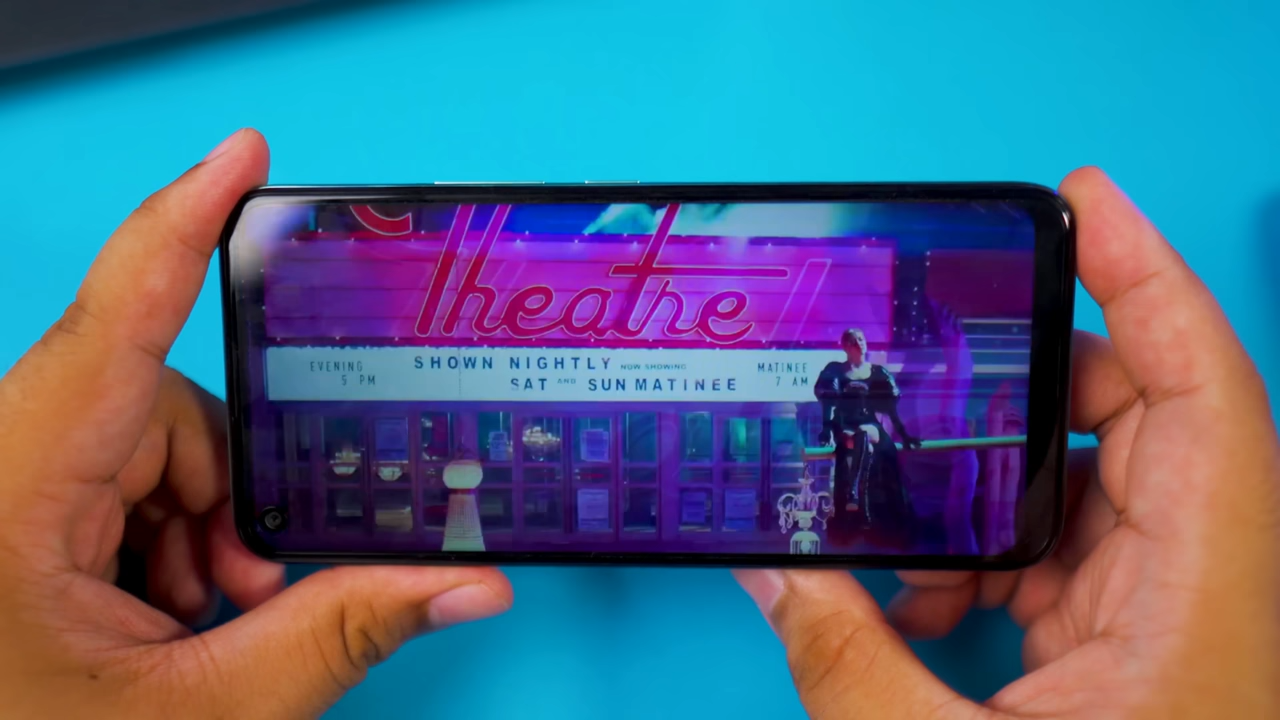 Theatre
EVENING
5 PM
SHOWN NIGHTLY NOW SHOWING
SAT AND SUN MATINEE
MATINEE
7 AM